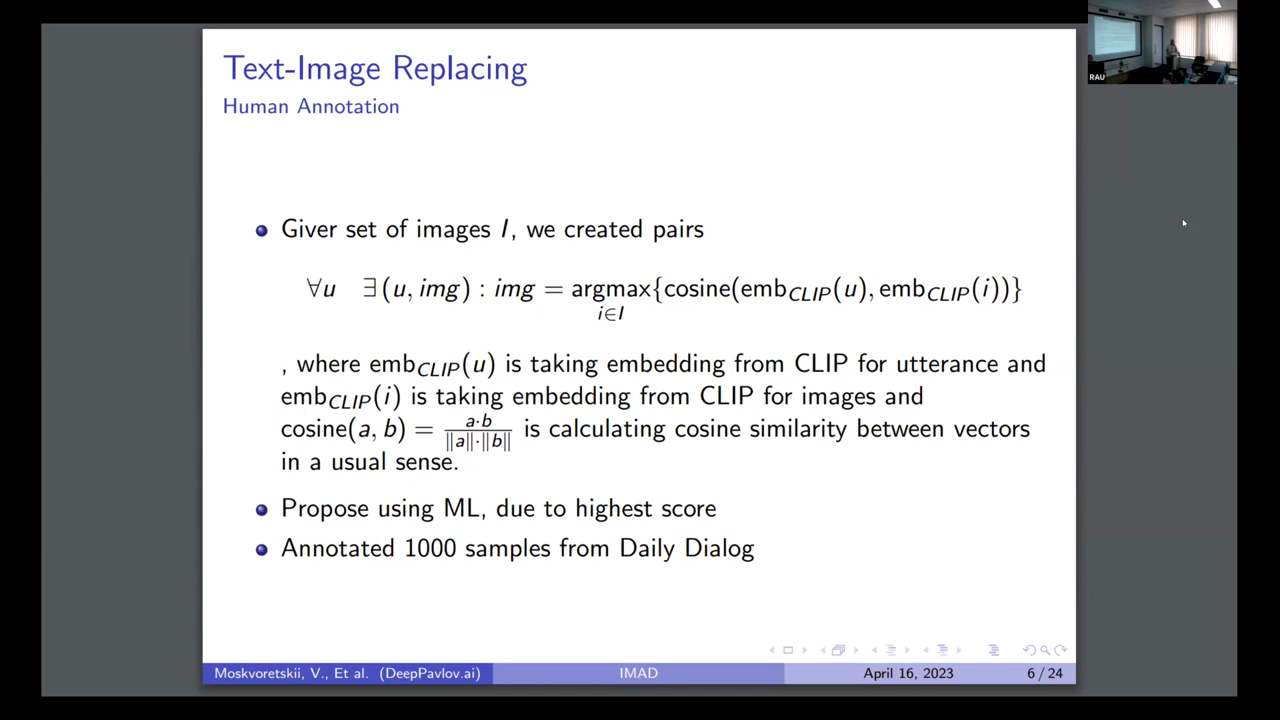 RAU
Text-Image Replacing
Human Annotation
Giver set of images I, we created pairs
∀u ∃(u, img) : img = argmax{cosine(emb_CLIP(u), emb_CLIP(i))}
i∈I
, where emb_CLIP(u) is taking embedding from CLIP for utterance and
emb_CLIP(i) is taking embedding from CLIP for images and
cosine(a, b) = a·b / ‖a‖·‖b‖ is calculating cosine similarity between vectors
in a usual sense.
Propose using ML, due to highest score
Annotated 1000 samples from Daily Dialog
Moskvoretskii, V., Et al. (DeepPavlov.ai) IMAD April 16, 2023 6 / 24